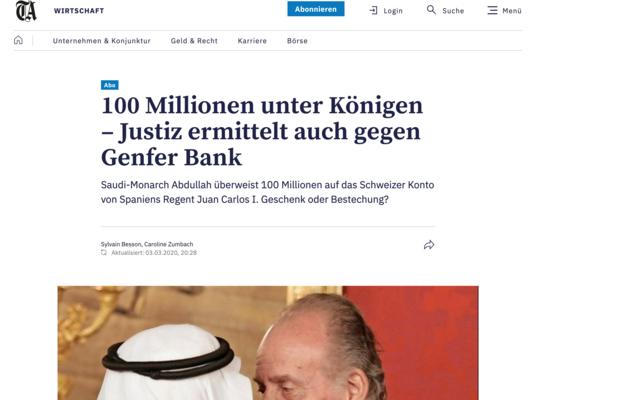 TA WIRTSCHAFT Abonnieren Login Suche Menü
Unternehmen & Konjunktur Geld & Recht Karriere Börse
Abo
100 Millionen unter Königen
– Justiz ermittelt auch gegen
Genfer Bank
Saudi-Monarch Abdullah überweist 100 Millionen auf das Schweizer Konto
von Spaniens Regent Juan Carlos I. Geschenk oder Bestechung?
Sylvain Besson, Caroline Zumbach
Aktualisiert: 03.03.2020, 20:28